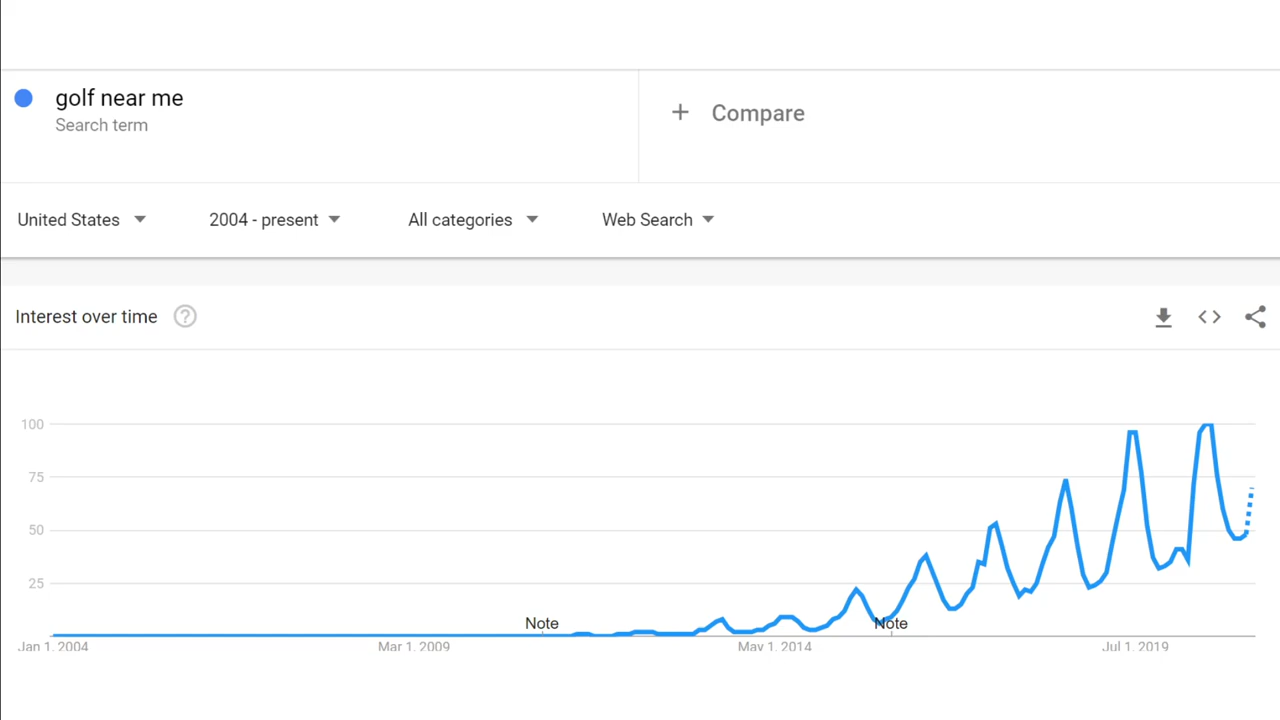 golf near me
Search term
+ Compare
United States
2004 - present
All categories
Web Search
Interest over time ?
100
75
50
25
Note
Note
Jan 1, 2004
Mar 1, 2009
May 1, 2014
Jul 1, 2019